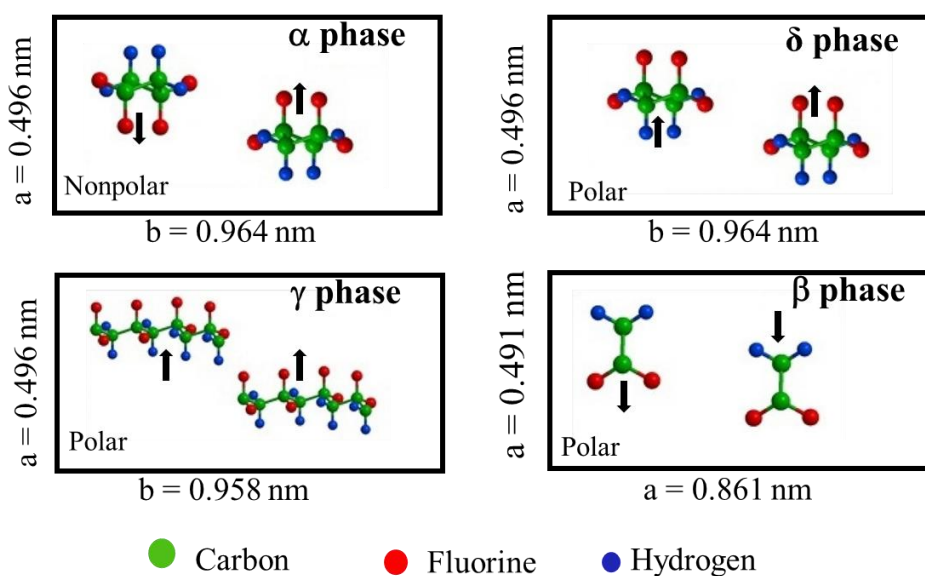 α phase
a = 0.496 nm
Nonpolar
b = 0.964 nm
δ phase
a = 0.496 nm
Polar
b = 0.964 nm
γ phase
a = 0.496 nm
Polar
b = 0.958 nm
β phase
a = 0.491 nm
Polar
a = 0.861 nm
Carbon
Fluorine
Hydrogen